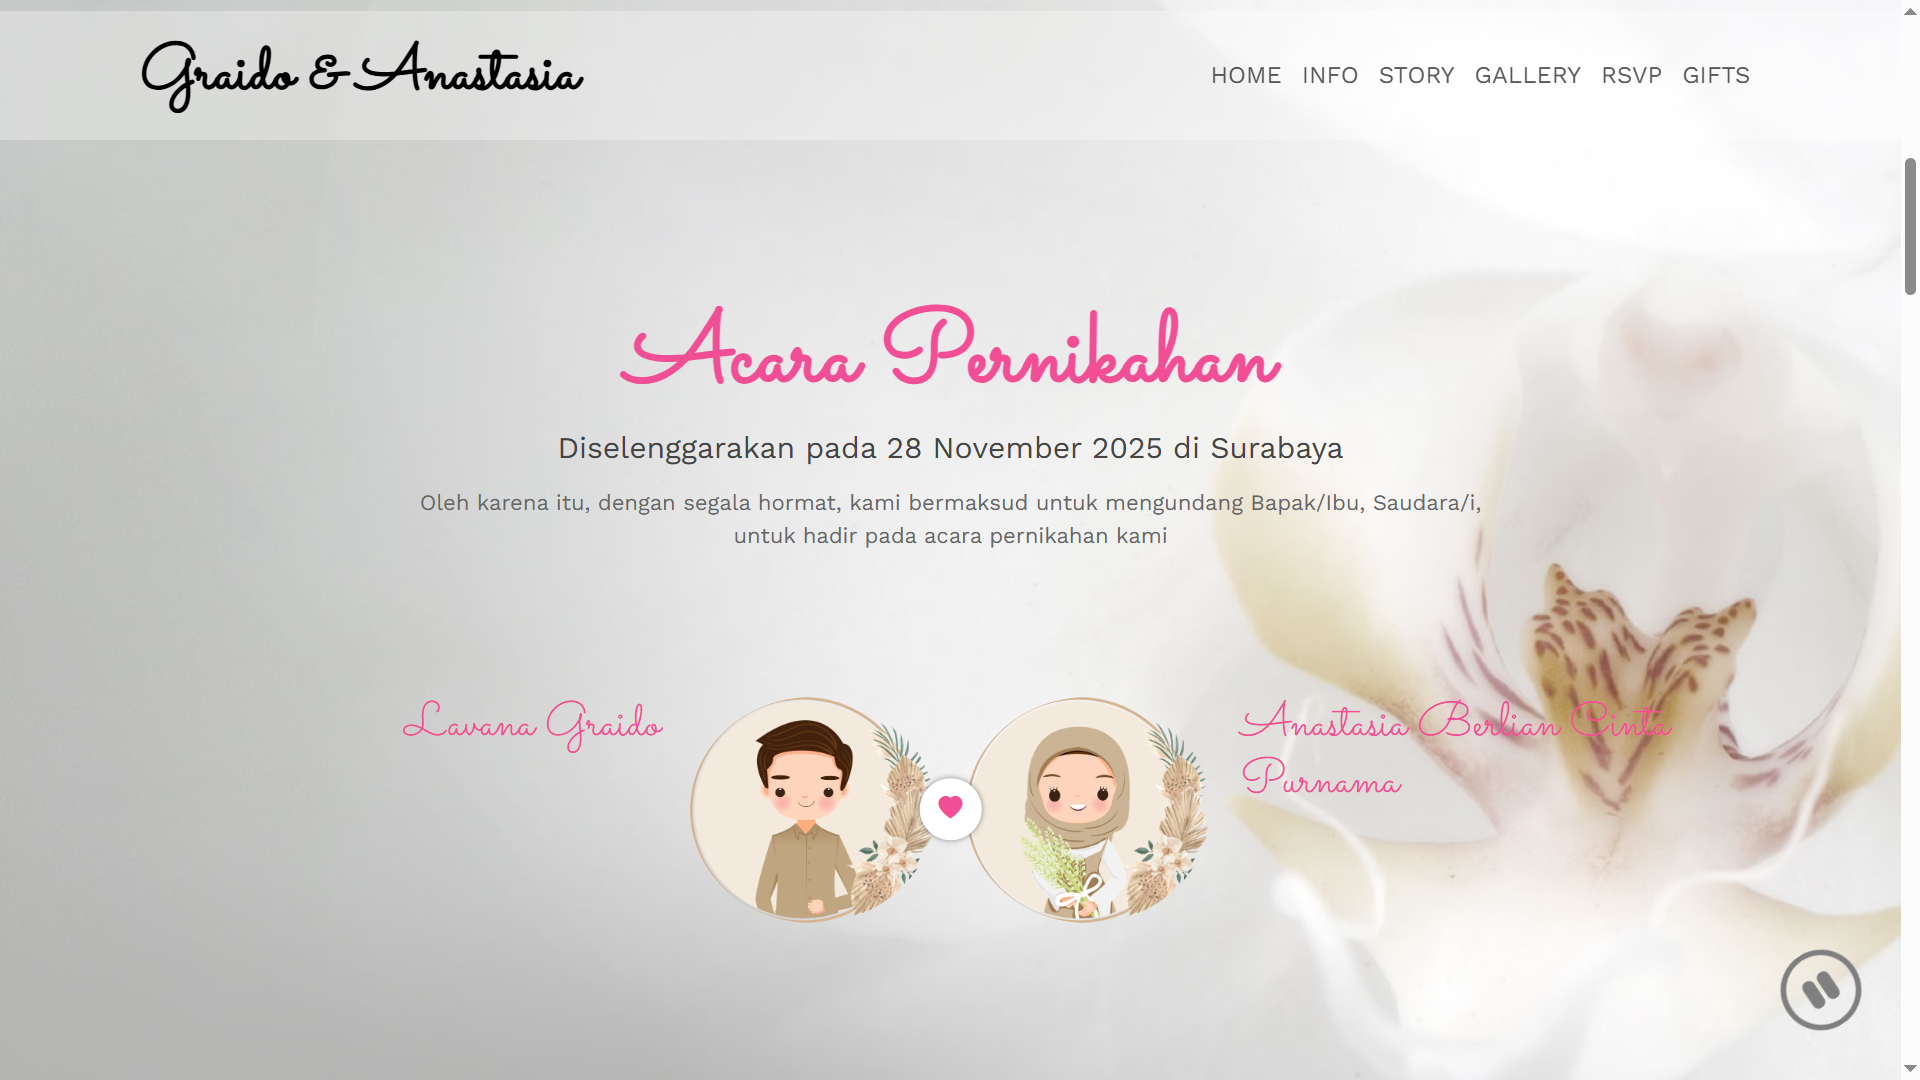 Graido & Anastasia
HOME INFO STORY GALLERY RSVP GIFTS
Acara Pernikahan
Diselenggarakan pada 28 November 2025 di Surabaya
Oleh karena itu, dengan segala hormat, kami bermaksud untuk mengundang Bapak/Ibu, Saudara/i,
untuk hadir pada acara pernikahan kami
Lavana Graido
Anastasia Berlian Cinta
Purnama